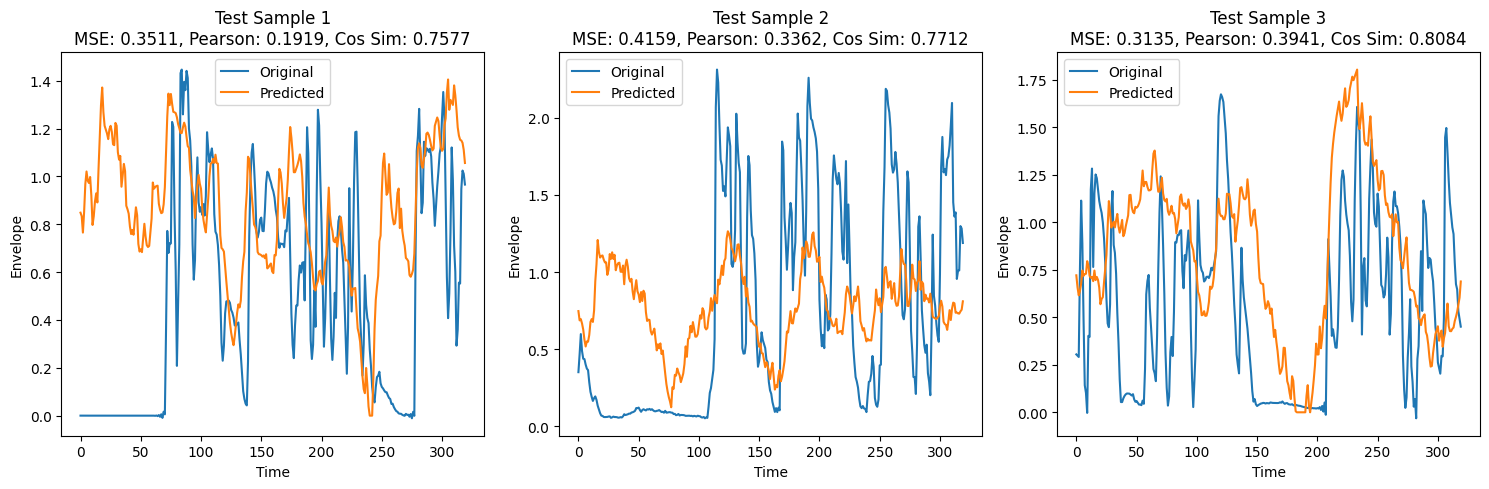 Test Sample 1
MSE: 0.3511, Pearson: 0.1919, Cos Sim: 0.7577
Original
Predicted
1.4
1.2
1.0
0.8
0.6
0.4
0.2
0.0
Envelope
0 50 100 150 200 250 300
Time
Test Sample 2
MSE: 0.4159, Pearson: 0.3362, Cos Sim: 0.7712
Original
Predicted
2.0
1.5
1.0
0.5
0.0
Envelope
0 50 100 150 200 250 300
Time
Test Sample 3
MSE: 0.3135, Pearson: 0.3941, Cos Sim: 0.8084
Original
Predicted
1.75
1.50
1.25
1.00
0.75
0.50
0.25
0.00
Envelope
0 50 100 150 200 250 300
Time